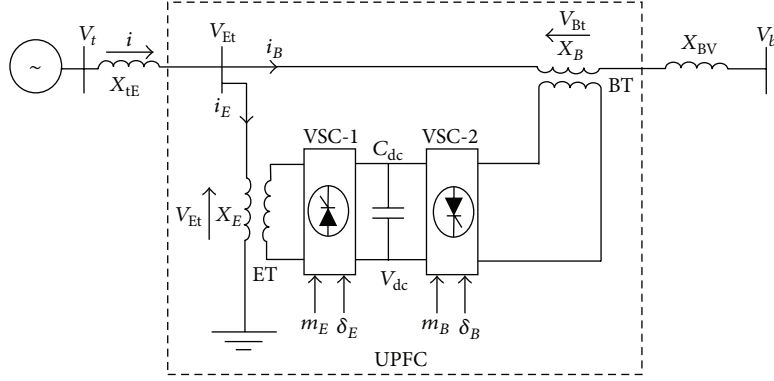 V_t
i
V_Et
i_B
V_Bt
X_B
X_BV
V_b
~
X_tE
BT
i_E
VSC-1
C_dc
VSC-2
V_Et
X_E
ET
V_dc
m_E
δ_E
m_B
δ_B
UPFC